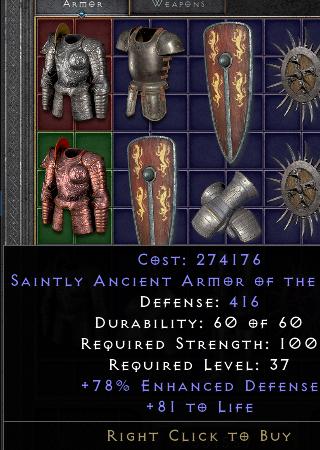 Armor Weapons
Cost: 274176
Saintly Ancient Armor of the
Defense: 416
Durability: 60 of 60
Required Strength: 100
Required Level: 37
+78% Enhanced Defense
+81 to Life
Right Click to Buy